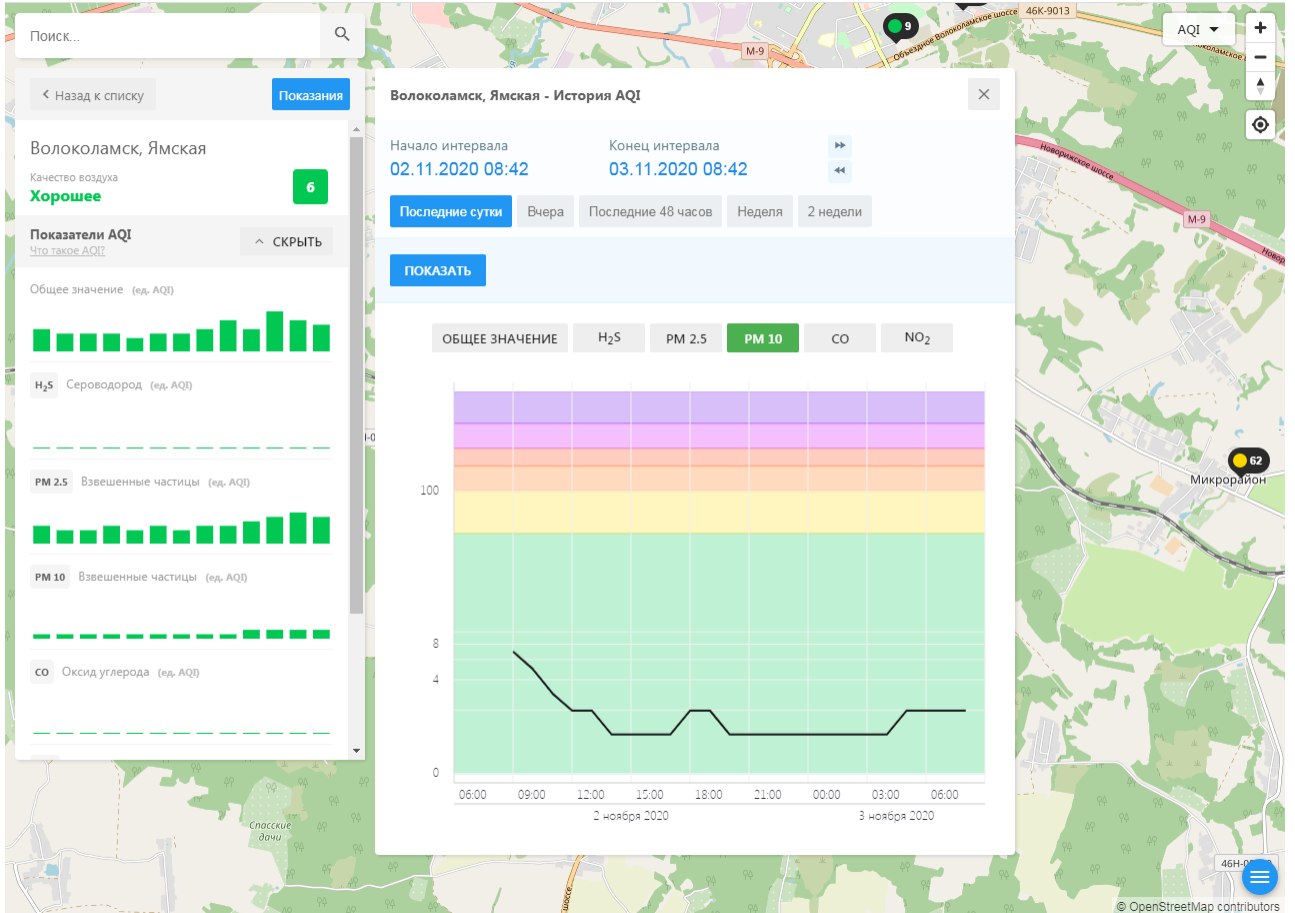 46К-9013
Поиск...
9
AQI
Объездное Волоколамское шоссе
М-9
Назад к списку
Показания
Волоколамск, Ямская - История AQI
Волоколамск, Ямская
Качество воздуха
Хорошее
6
Начало интервала
Конец интервала
02.11.2020 08:42
03.11.2020 08:42
Последние сутки
Вчера
Последние 48 часов
Неделя
2 недели
Новорижское шоссе
М-9
Показатели AQI
Что такое AQI?
СКРЫТЬ
ПОКАЗАТЬ
Общее значение (ед. AQI)
ОБЩЕЕ ЗНАЧЕНИЕ
H2S
PM 2.5
PM 10
CO
NO2
H2S Сероводород (ед. AQI)
PM 2.5 Взвешенные частицы (ед. AQI)
PM 10 Взвешенные частицы (ед. AQI)
CO Оксид углерода (ед. AQI)
100
8
4
0
06:00
09:00
12:00
15:00
18:00
21:00
00:00
03:00
06:00
2 ноября 2020
3 ноября 2020
62
Микрорайон
Спасские
дачи
шоссе
© OpenStreetMap contributors